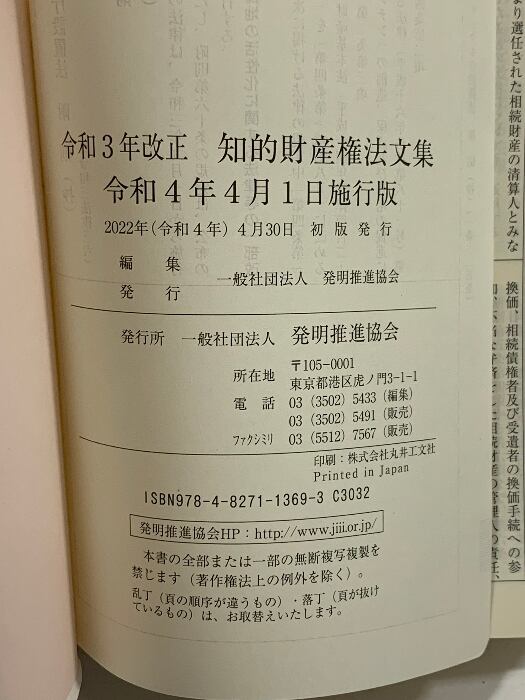 令和３年改正　知的財産権法文集
令和４年４月１日施行版
2022年(令和４年) ４月30日　初 版 発 行
編　集
発　行
一般社団法人　発明推進協会
発行所　一般社団法人　発明推進協会
所在地　〒105-0001
東京都港区虎ノ門3-1-1
電　話　03 (3502) 5433 (編集)
03 (3502) 5491 (販売)
ﾌｧｸｼﾐﾘ　03 (5512) 7567 (販売)
印刷：株式会社丸井工文社
Printed in Japan
ISBN978-4-8271-1369-3 C3032
発明推進協会HP：http://www.jiii.or.jp/
本書の全部または一部の無断複写複製を
禁じます（著作権法上の例外を除く）。
乱丁（頁の順序が違うもの）・落丁（頁が抜け
ているもの）は、お取替えいたします。
より選任された相続財産の清算人とみな
換価、相続債権者及び受遺者の換価手続への参